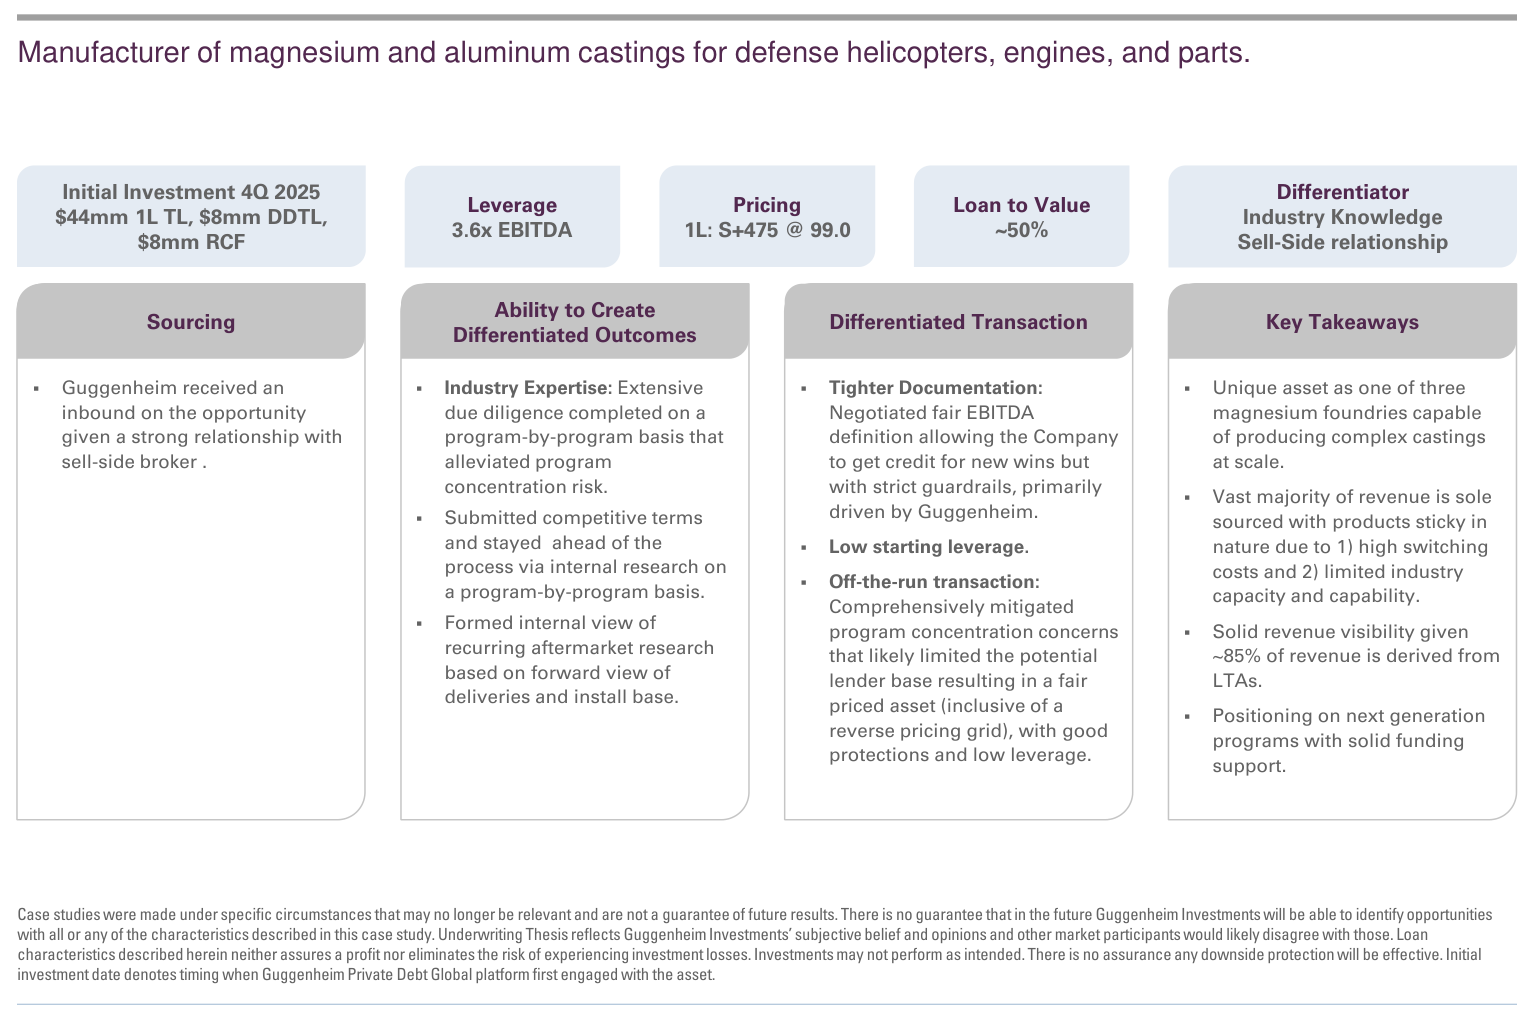 Manufacturer of magnesium and aluminum castings for defense helicopters, engines, and parts.
Initial Investment 4Q 2025
$44mm 1L TL, $8mm DDTL,
$8mm RCF
Leverage
3.6x EBITDA
Pricing
1L: S+475 @ 99.0
Loan to Value
~50%
Differentiator
Industry Knowledge
Sell-Side relationship
Sourcing
▪ Guggenheim received an
inbound on the opportunity
given a strong relationship with
sell-side broker .
Ability to Create
Differentiated Outcomes
▪ Industry Expertise: Extensive
due diligence completed on a
program-by-program basis that
alleviated program
concentration risk.
▪ Submitted competitive terms
and stayed  ahead of the
process via internal research on
a program-by-program basis.
▪ Formed internal view of
recurring aftermarket research
based on forward view of
deliveries and install base.
Differentiated Transaction
▪ Tighter Documentation:
Negotiated fair EBITDA
definition allowing the Company
to get credit for new wins but
with strict guardrails, primarily
driven by Guggenheim.
▪ Low starting leverage.
▪ Off-the-run transaction:
Comprehensively mitigated
program concentration concerns
that likely limited the potential
lender base resulting in a fair
priced asset (inclusive of a
reverse pricing grid), with good
protections and low leverage.
Key Takeaways
▪ Unique asset as one of three
magnesium foundries capable
of producing complex castings
at scale.
▪ Vast majority of revenue is sole
sourced with products sticky in
nature due to 1) high switching
costs and 2) limited industry
capacity and capability.
▪ Solid revenue visibility given
~85% of revenue is derived from
LTAs.
▪ Positioning on next generation
programs with solid funding
support.
Case studies were made under specific circumstances that may no longer be relevant and are not a guarantee of future results. There is no guarantee that in the future Guggenheim Investments will be able to identify opportunities
with all or any of the characteristics described in this case study. Underwriting Thesis reflects Guggenheim Investments’ subjective belief and opinions and other market participants would likely disagree with those. Loan
characteristics described herein neither assures a profit nor eliminates the risk of experiencing investment losses. Investments may not perform as intended. There is no assurance any downside protection will be effective. Initial
investment date denotes timing when Guggenheim Private Debt Global platform first engaged with the asset.